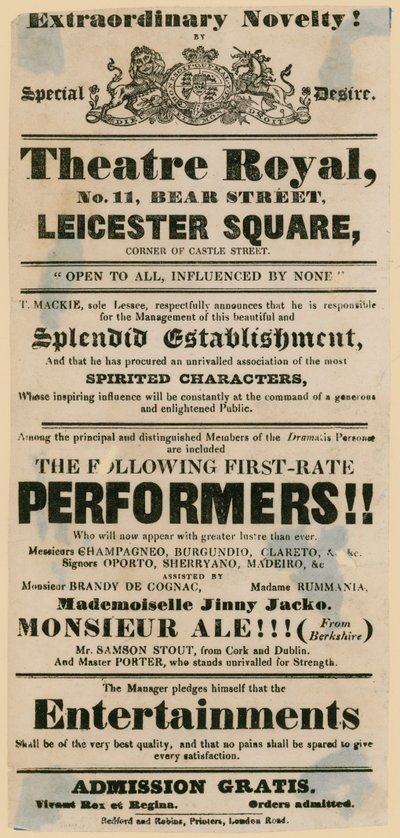 Extraordinary Novelty!
BY
Special Desire.
DIEU ET MON DROIT
Theatre Royal,
No. 11, BEAR STREET,
LEICESTER SQUARE,
CORNER OF CASTLE STREET.
"OPEN TO ALL, INFLUENCED BY NONE"
T. MACKIE, sole Lessee, respectfully announces that he is responsible
for the Management of this beautiful and
Splendid Establishment,
And that he has procured an unrivalled association of the most
SPIRITED CHARACTERS,
Whose inspiring influence will be constantly at the command of a generous
and enlightened Public.
Among the principal and distinguished Members of the Dramatis Personæ
are included
THE FOLLOWING FIRST-RATE
PERFORMERS!!
Who will now appear with greater lustre than ever.
Messieurs CHAMPAGNEO, BURGUNDIO, CLARETO, & &c.
Signors OPORTO, SHERRYANO, MADEIRO, &c
ASSISTED BY
Monsieur BRANDY DE COGNAC, Madame RUMMANIA,
Mademoiselle Jinny Jacko.
MONSIEUR ALE!!! (From Berkshire)
Mr. SAMSON STOUT, from Cork and Dublin.
And Master PORTER, who stands unrivalled for Strength.
The Manager pledges himself that the
Entertainments
Shall be of the very best quality, and that no pains shall be spared to give
every satisfaction.
ADMISSION GRATIS.
Vivant Rex et Regina. Orders admitted.
Bedford and Robins, Printers, London Road.